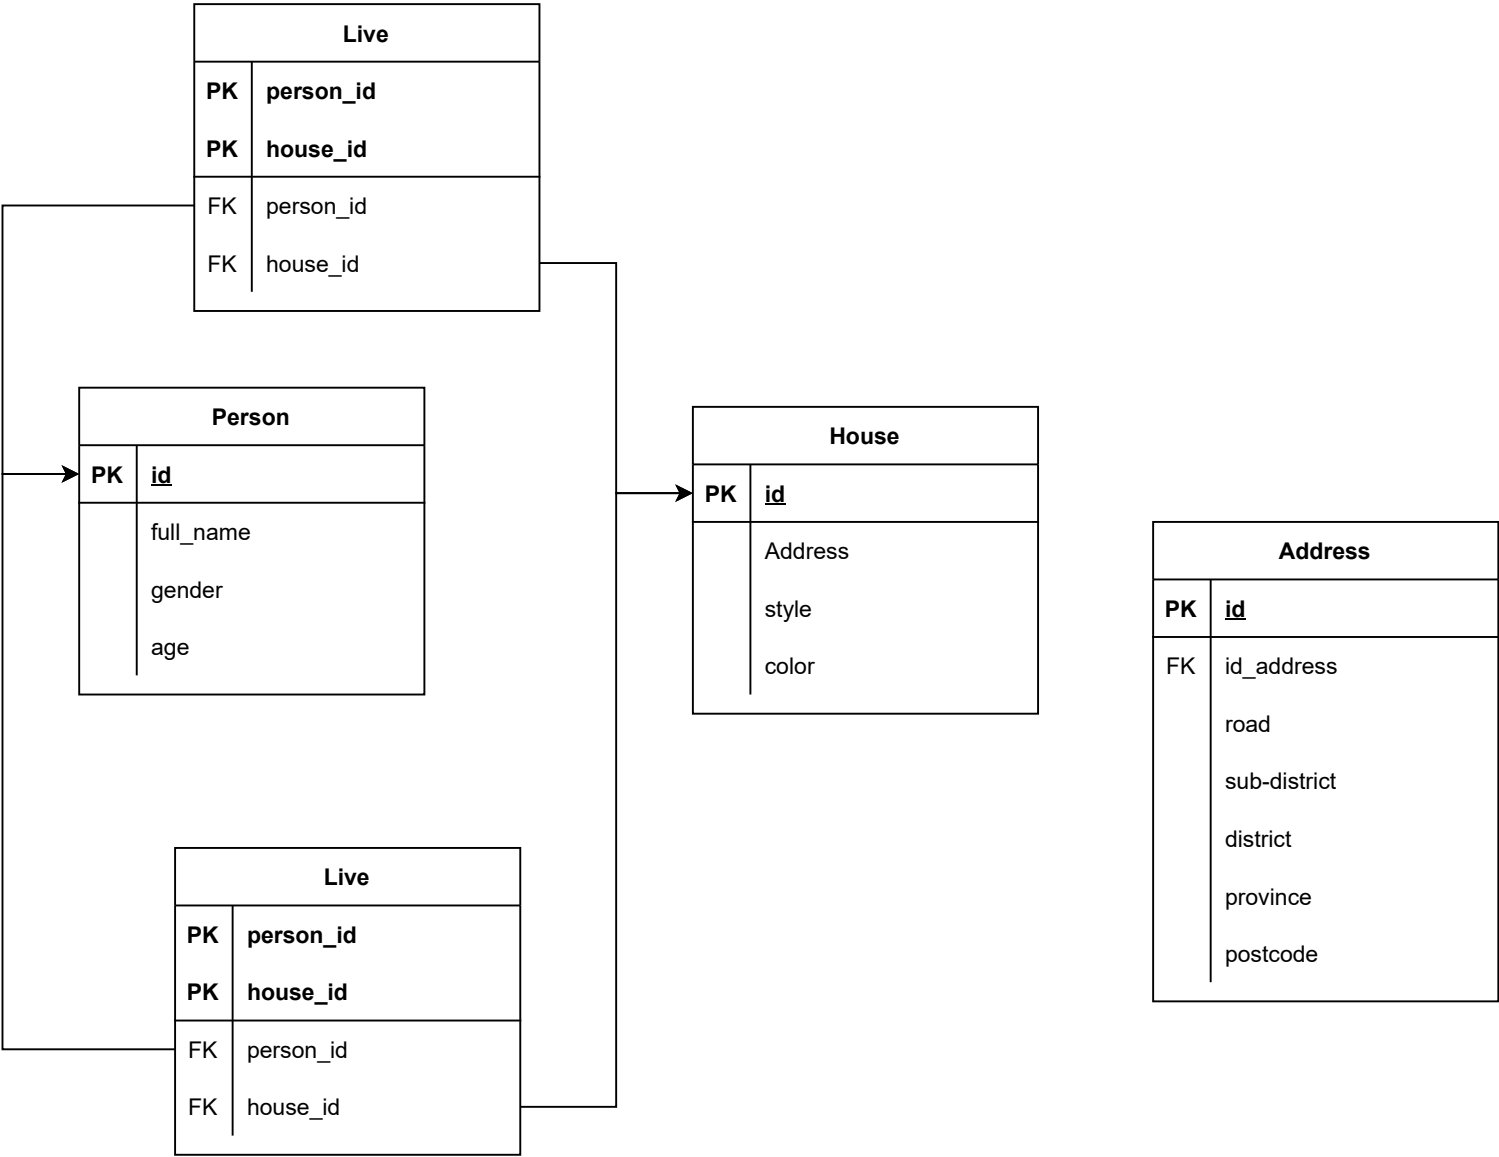 Live
PK person_id
PK house_id
FK person_id
FK house_id
Person
PK id
full_name
gender
age
House
PK id
Address
style
color
Address
PK id
FK id_address
road
sub-district
district
province
postcode
Live
PK person_id
PK house_id
FK person_id
FK house_id